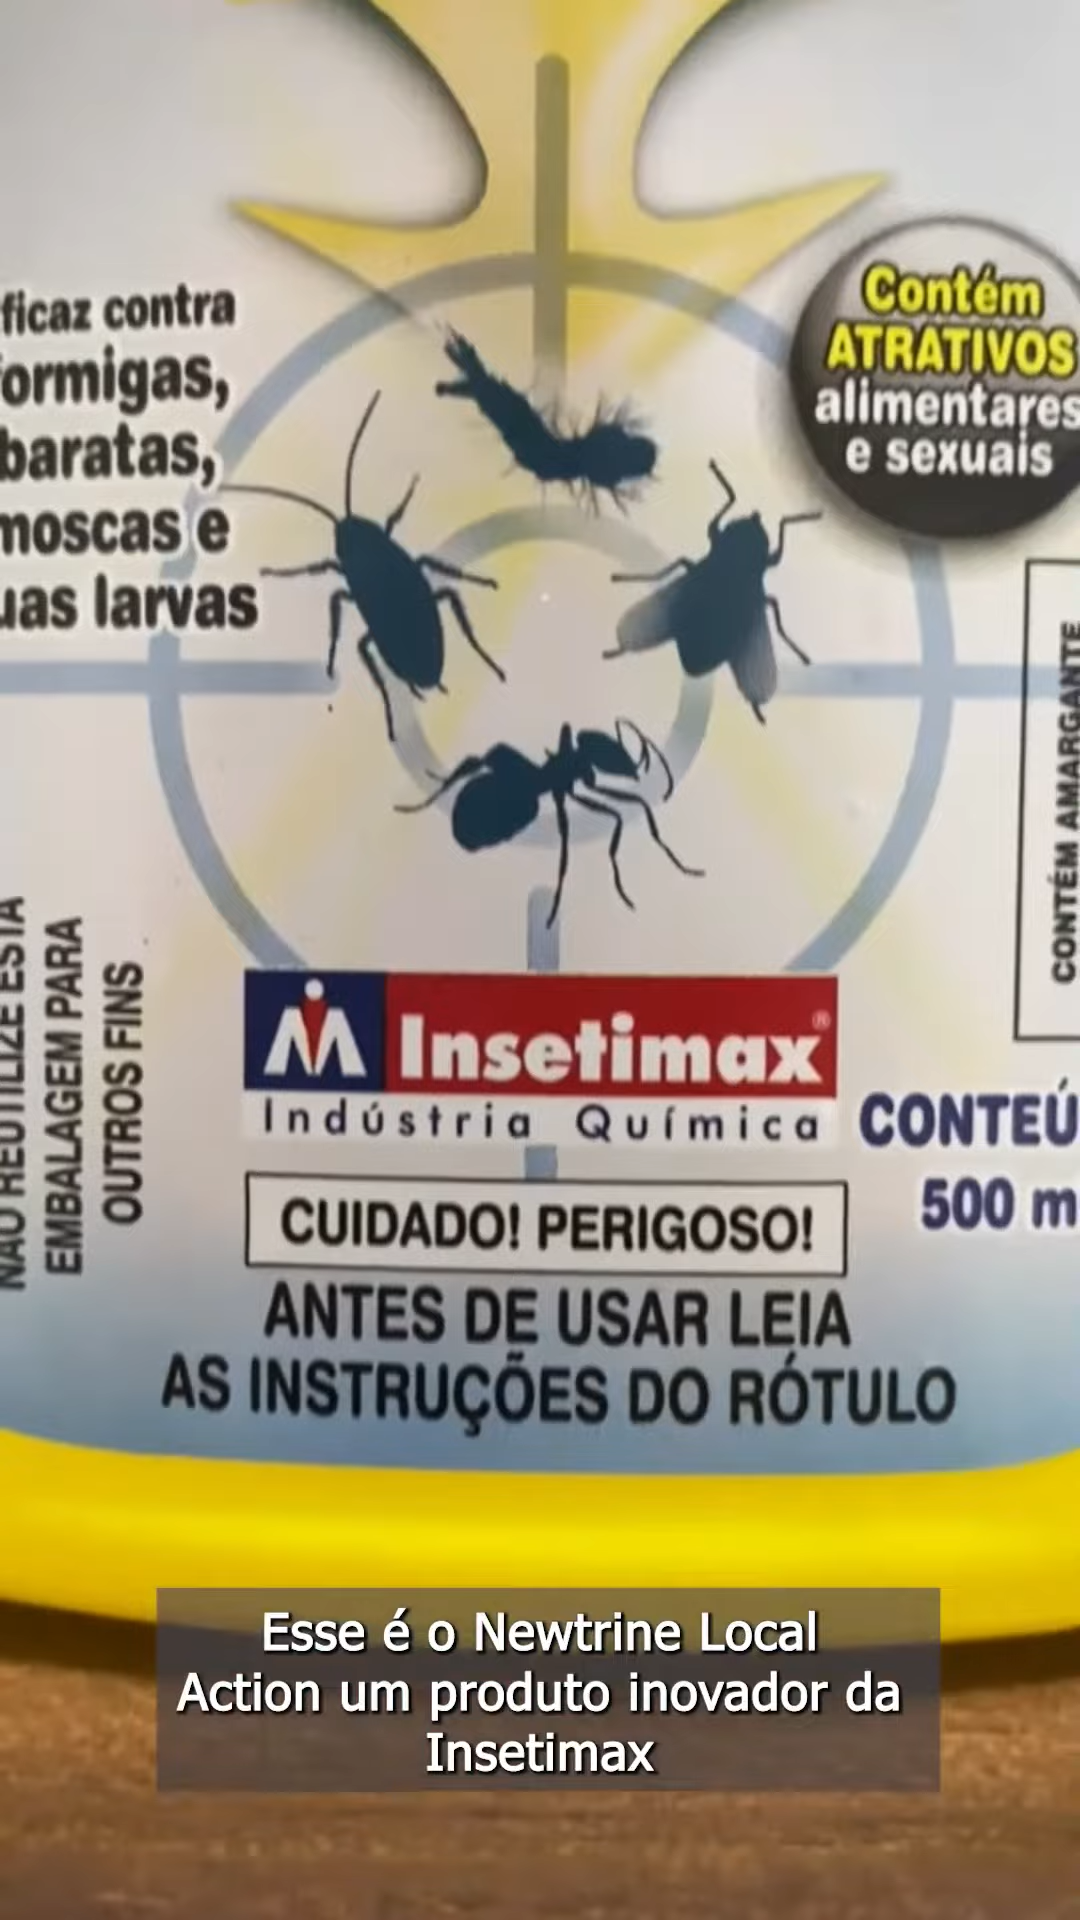 ficaz contra
ormigas,
baratas,
moscas e
uas larvas
Contém
ATRATIVOS
alimentares
e sexuais
CONTÉM AMARGANTE
NÃO REUTILIZE ESTA
EMBALAGEM PARA
OUTROS FINS
Insetimax®
Indústria Química
CONTEÚ
500 m
CUIDADO! PERIGOSO!
ANTES DE USAR LEIA
AS INSTRUÇÕES DO RÓTULO
Esse é o Newtrine Local
Action um produto inovador da
Insetimax